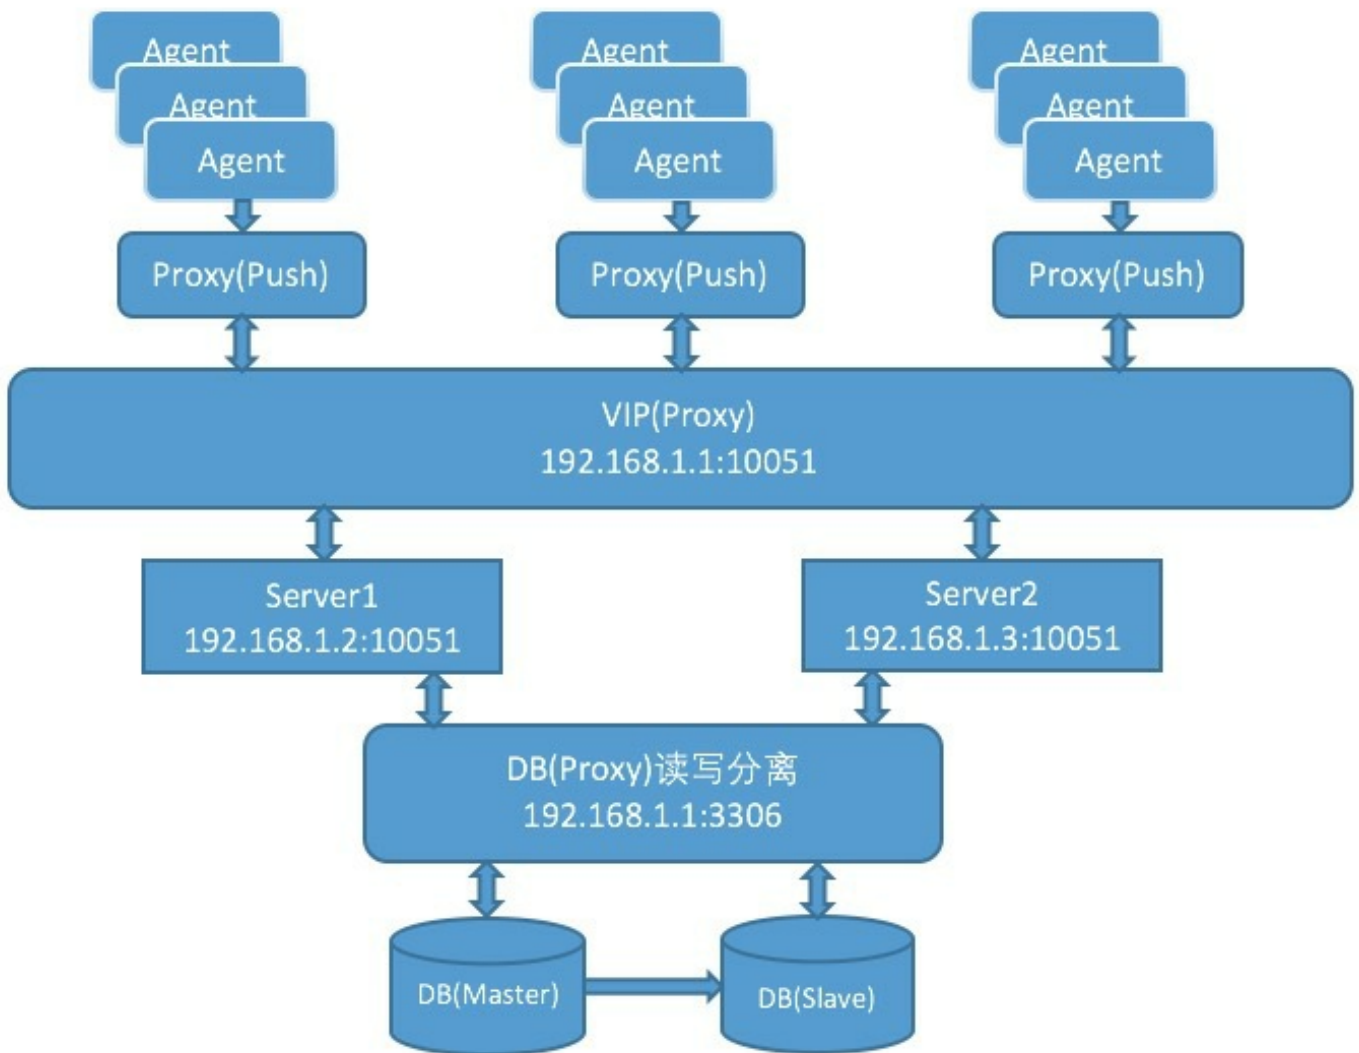 Agent Agent Agent
Agent Agent Agent
Agent Agent Agent
Proxy(Push) Proxy(Push) Proxy(Push)
VIP(Proxy)
192.168.1.1:10051
Server1
192.168.1.2:10051
Server2
192.168.1.3:10051
DB(Proxy)读写分离
192.168.1.1:3306
DB(Master)
DB(Slave)